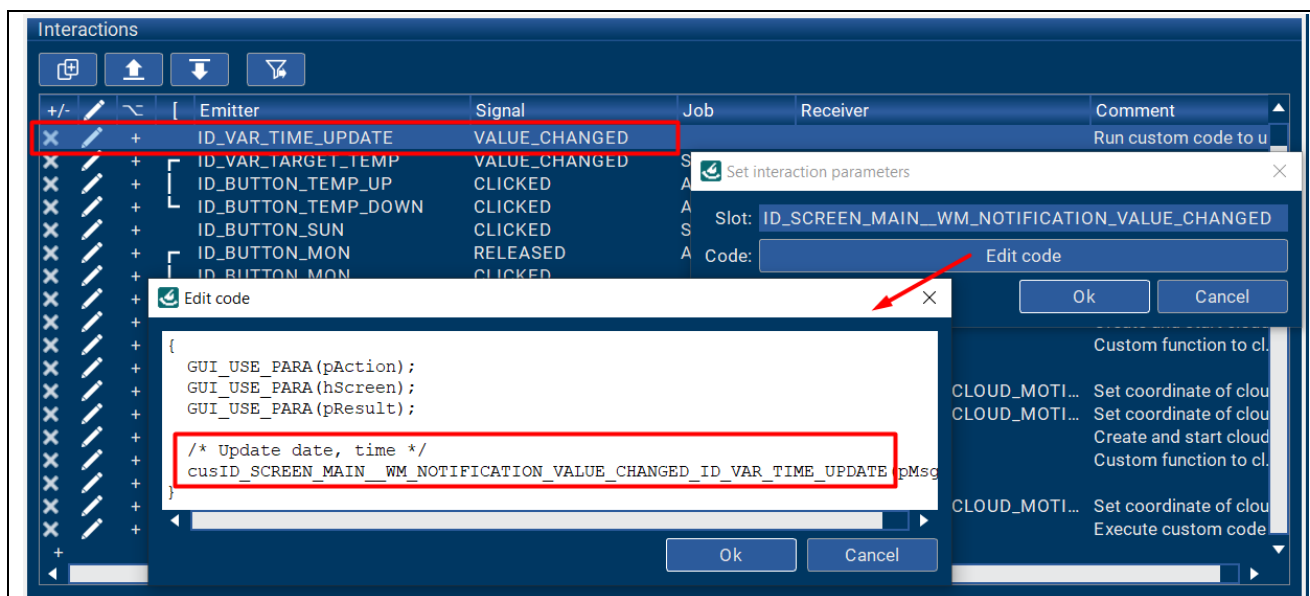 Interactions
+/- [ Emitter Signal Job Receiver Comment
+ ID_VAR_TIME_UPDATE VALUE_CHANGED Run custom code to u
+ ID_VAR_TARGET_TEMP VALUE_CHANGED S
+ ID_BUTTON_TEMP_UP CLICKED A
+ ID_BUTTON_TEMP_DOWN CLICKED A
+ ID_BUTTON_SUN CLICKED S
+ ID_BUTTON_MON RELEASED A
+ ID_BUTTON_MON CLICKED
Set interaction parameters
Slot: ID_SCREEN_MAIN__WM_NOTIFICATION_VALUE_CHANGED
Code: Edit code
Ok Cancel
Edit code
{
GUI_USE_PARA(pAction);
GUI_USE_PARA(hScreen);
GUI_USE_PARA(pResult);
/* Update date, time */
cusID_SCREEN_MAIN__WM_NOTIFICATION_VALUE_CHANGED_ID_VAR_TIME_UPDATE(pMsg
}
Ok Cancel
Custom function to cl.
CLOUD_MOTI... Set coordinate of clou
CLOUD_MOTI... Set coordinate of clou
Create and start cloud
Custom function to cl.
CLOUD_MOTI... Set coordinate of clou
Execute custom code
+